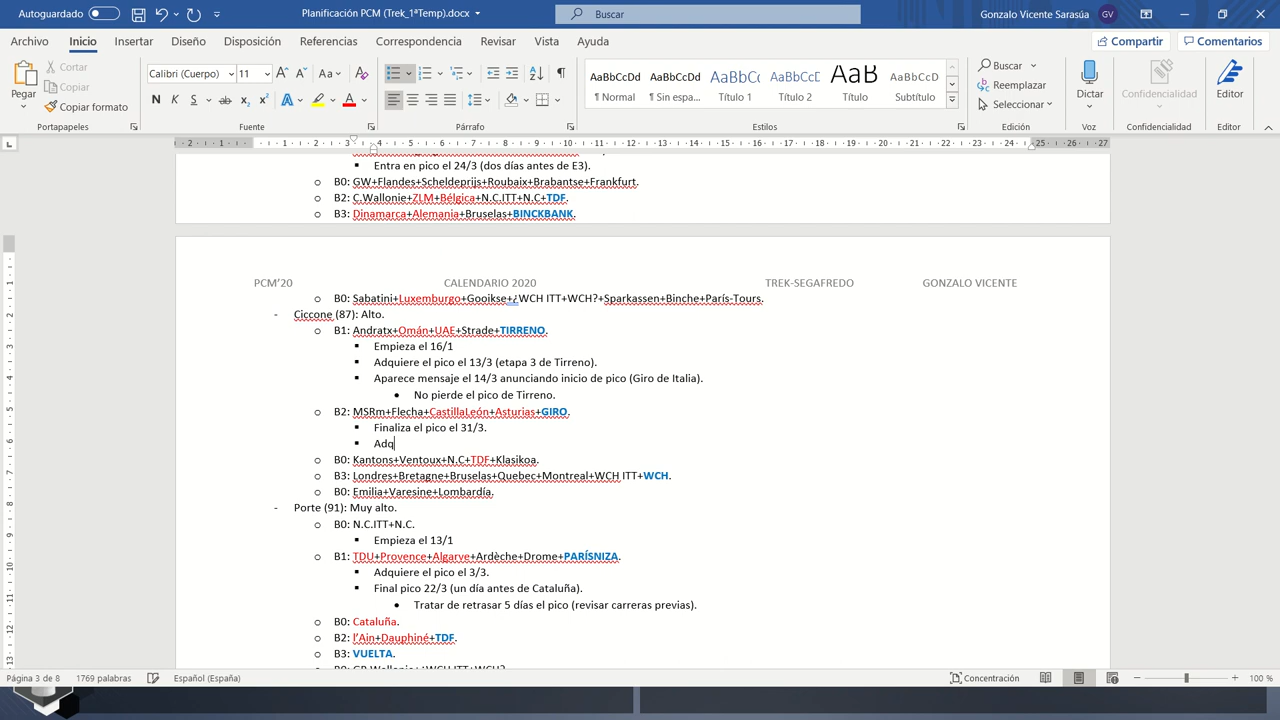 Autoguardado
Planificación PCM (Trek_1ªTemp).docx
Buscar
Gonzalo Vicente Sarasúa GV
Archivo Inicio Insertar Diseño Disposición Referencias Correspondencia Revisar Vista Ayuda
Compartir Comentarios
Pegar
Cortar
Copiar
Copiar formato
Portapapeles
Calibri (Cuerpo) 11
N K S
Fuente
Párrafo
AaBbCcDd AaBbCcDd AaBbCc AaBbCcD AaB AaBbCcD
¶ Normal ¶ Sin espa... Título 1 Título 2 Título Subtítulo
Estilos
Buscar
Reemplazar
Seleccionar
Edición
Dictar
Voz
Confidencialidad
Confidencialidad
Editor
Editor
Entra en pico el 24/3 (dos días antes de E3).
o B0: GW+Flandes+Scheldeprijs+Roubaix+Brabantse+Frankfurt.
o B2: C.Wallonie+ZLM+Bélgica+N.C.ITT+N.C+TDF.
o B3: Dinamarca+Alemania+Bruselas+BINCKBANK.
PCM'20 CALENDARIO 2020 TREK-SEGAFREDO GONZALO VICENTE
o B0: Sabatini+Luxemburgo+Gooikse+¿WCH ITT+WCH?+Sparkassen+Binche+París-Tours.
- Ciccone (87): Alto.
o B1: Andratx+Omán+UAE+Strade+TIRRENO.
▪ Empieza el 16/1
▪ Adquiere el pico el 13/3 (etapa 3 de Tirreno).
▪ Aparece mensaje el 14/3 anunciando inicio de pico (Giro de Italia).
• No pierde el pico de Tirreno.
o B2: MSRm+Flecha+CastillaLeón+Asturias+GIRO.
▪ Finaliza el pico el 31/3.
▪ Adq
o B0: Kantons+Ventoux+N.C+TDF+Klasikoa.
o B3: Londres+Bretagne+Bruselas+Quebec+Montreal+WCH ITT+WCH.
o B0: Emilia+Varesine+Lombardía.
- Porte (91): Muy alto.
o B0: N.C.ITT+N.C.
▪ Empieza el 13/1
o B1: TDU+Provence+Algarve+Ardèche+Drome+PARÍSNIZA.
▪ Adquiere el pico el 3/3.
▪ Final pico 22/3 (un día antes de Cataluña).
• Tratar de retrasar 5 días el pico (revisar carreras previas).
o B0: Cataluña.
o B2: l'Ain+Dauphiné+TDF.
o B3: VUELTA.
Página 3 de 8 1769 palabras Español (España) Concentración 100 %